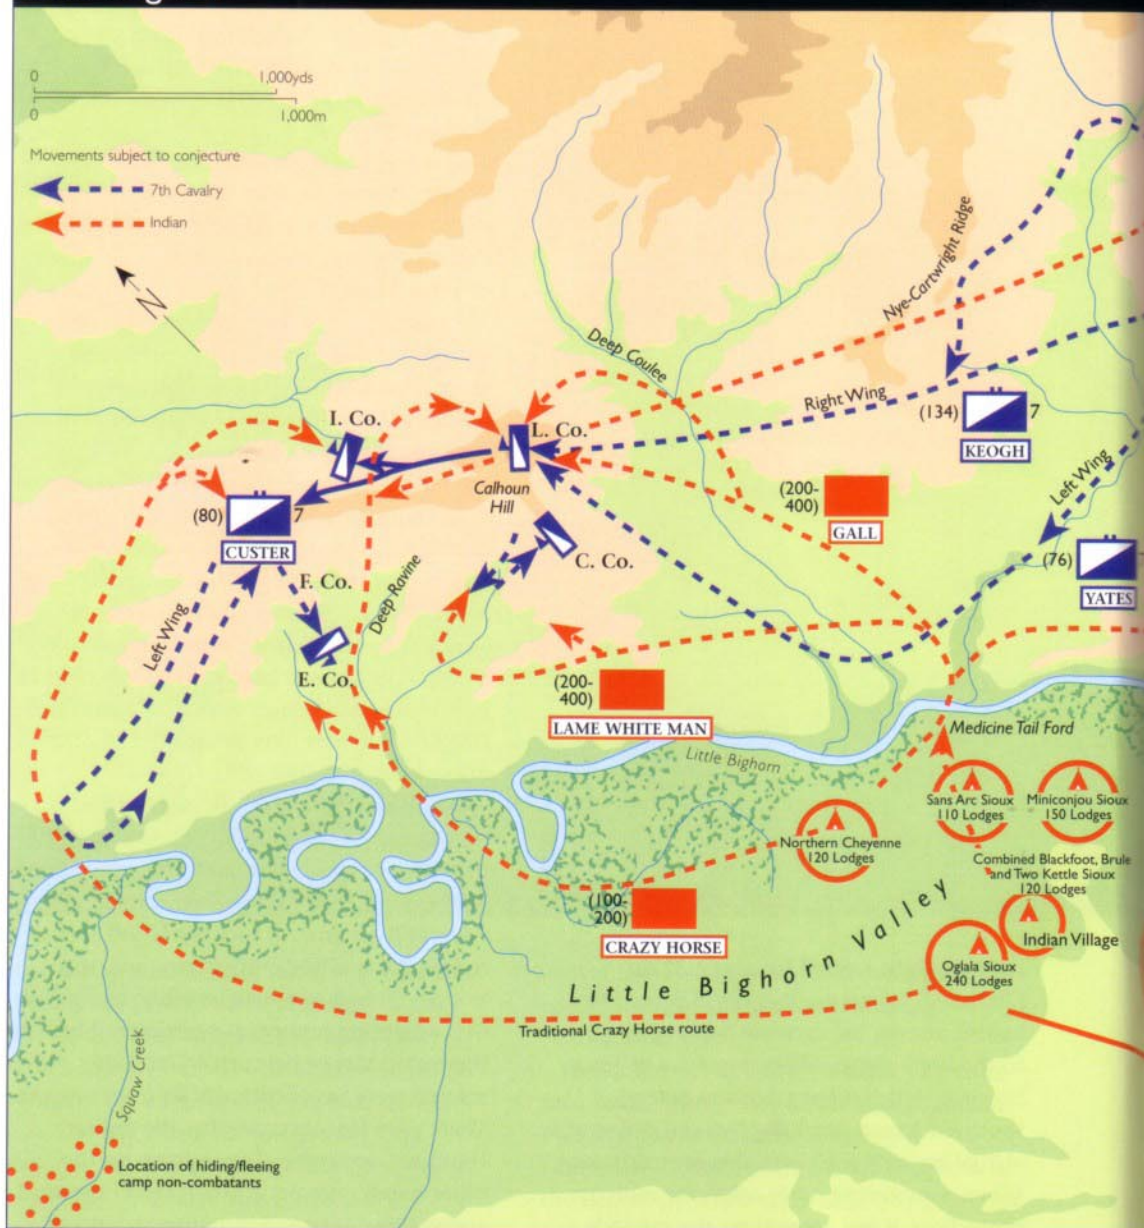 0 1,000yds
0 1,000m
Movements subject to conjecture
7th Cavalry
Indian
N
Nye-Cartwright Ridge
Deep Coulee
Right Wing
(134)
7
KEOGH
I. Co.
L. Co.
Calhoun
Hill
(80)
7
CUSTER
(200-
400)
GALL
Left Wing
(76)
YATES
C. Co.
F. Co.
Deep Ravine
Left Wing
E. Co.
(200-
400)
LAME WHITE MAN
Little Bighorn
Medicine Tail Ford
Sans Arc Sioux
110 Lodges
Miniconjou Sioux
150 Lodges
Northern Cheyenne
120 Lodges
Combined Blackfoot, Brule
and Two Kettle Sioux
120 Lodges
(100-
200)
CRAZY HORSE
Indian Village
Oglala Sioux
240 Lodges
Little Bighorn Valley
Traditional Crazy Horse route
Squaw Creek
Location of hiding/fleeing
camp non-combatants